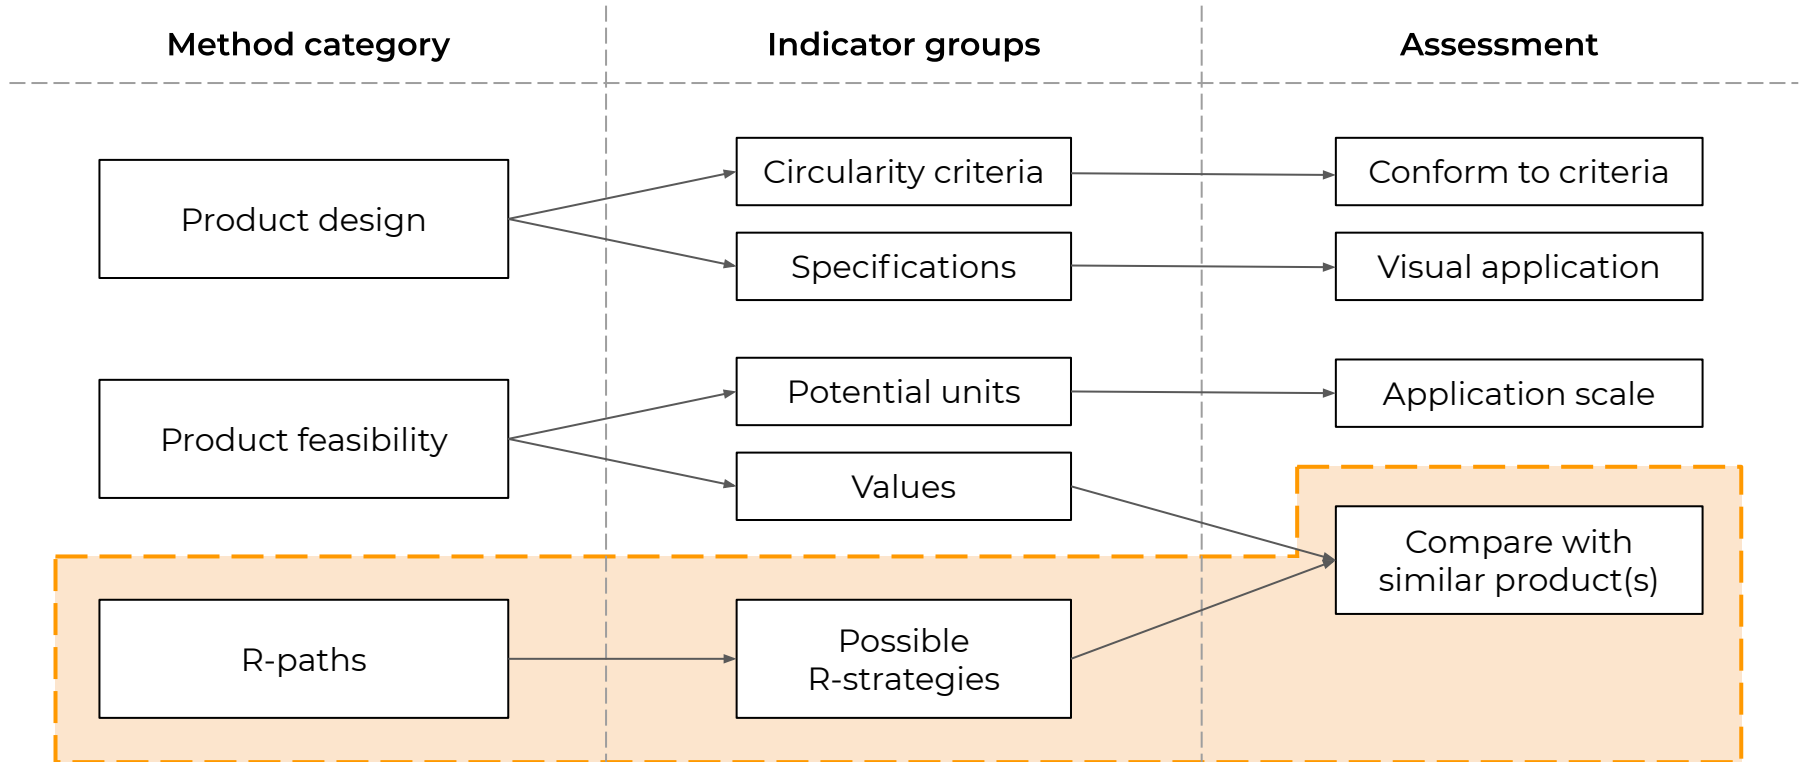 Method category
Indicator groups
Assessment
Product design
Circularity criteria
Conform to criteria
Specifications
Visual application
Product feasibility
Potential units
Application scale
Values
Compare with
similar product(s)
R-paths
Possible
R-strategies